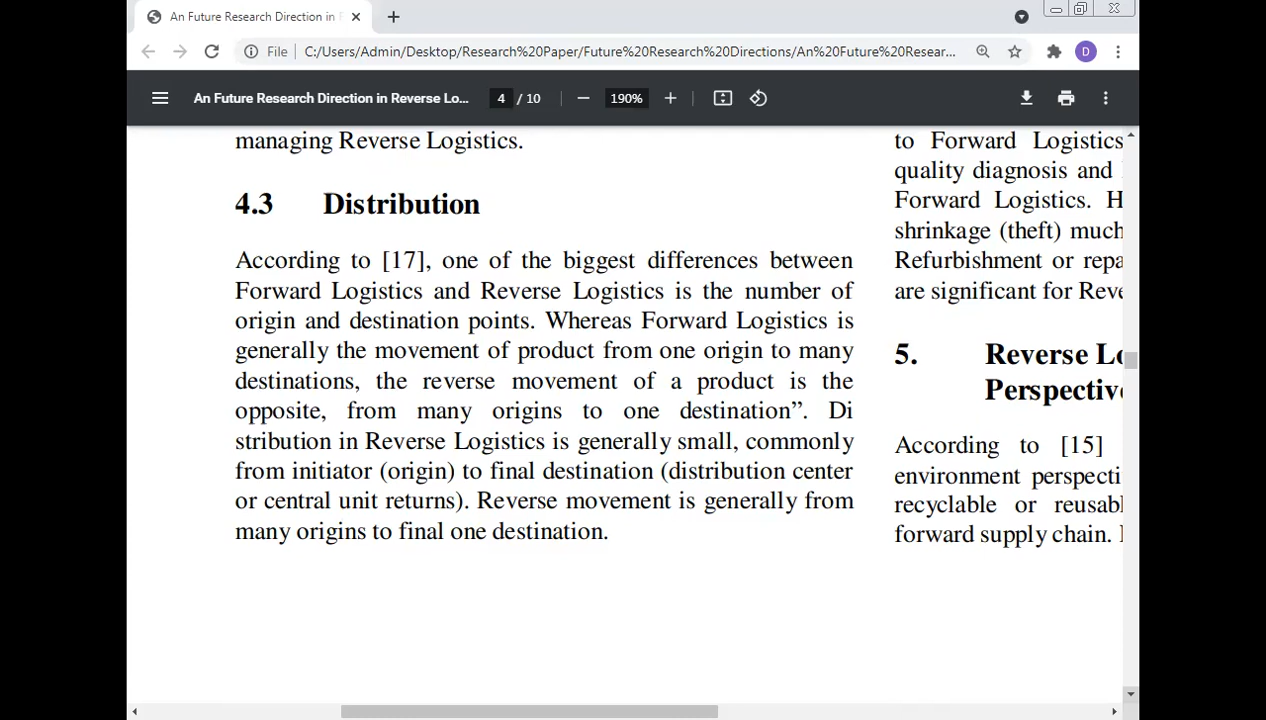 An Future Research Direction in
File
C:/Users/Admin/Desktop/Research%20Paper/Future%20Research%20Directions/An%20Future%20Resear...
D
An Future Research Direction in Reverse Lo...
4 / 10
190%
managing Reverse Logistics.
4.3 Distribution
According to [17], one of the biggest differences between
Forward Logistics and Reverse Logistics is the number of
origin and destination points. Whereas Forward Logistics is
generally the movement of product from one origin to many
destinations, the reverse movement of a product is the
opposite, from many origins to one destination”. Di
stribution in Reverse Logistics is generally small, commonly
from initiator (origin) to final destination (distribution center
or central unit returns). Reverse movement is generally from
many origins to final one destination.
to Forward Logistics
quality diagnosis and
Forward Logistics. H
shrinkage (theft) much
Refurbishment or repa
are significant for Reve
5. Reverse Lo
Perspective
According to [15]
environment perspecti
recyclable or reusabl
forward supply chain.